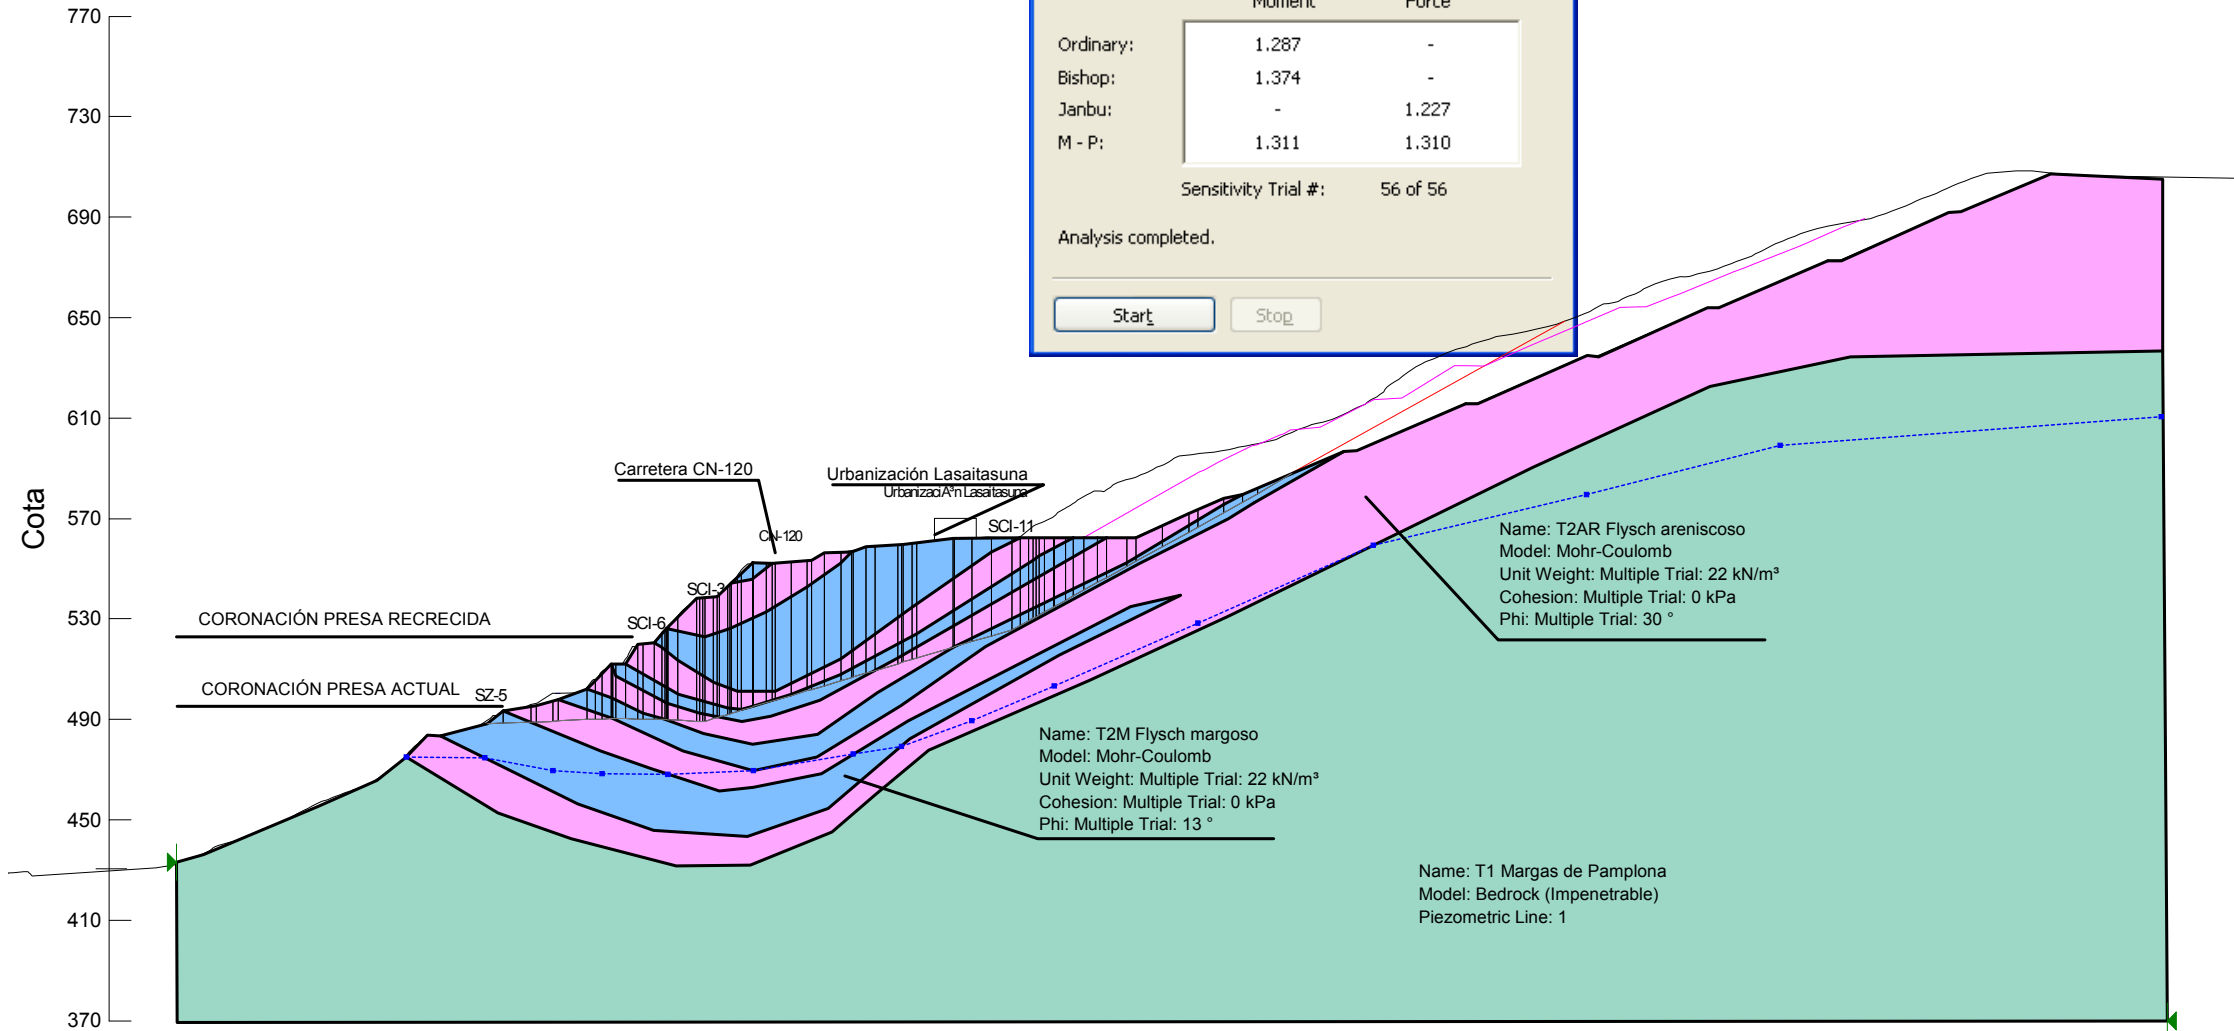 770
730
690
650
610
570
530
490
450
410
370
Cota
Moment Force
Ordinary: 1.287 -
Bishop: 1.374 -
Janbu: - 1.227
M - P: 1.311 1.310
Sensitivity Trial #: 56 of 56
Analysis completed.
Start Stop
Carretera CN-120
Urbanización Lasaitasuna
UrbanizaciÃ³n Lasaitasuna
CN-120
SCI-11
SCI-3
SCI-6
SZ-5
CORONACIÓN PRESA RECRECIDA
CORONACIÓN PRESA ACTUAL
Name: T2AR Flysch areniscoso
Model: Mohr-Coulomb
Unit Weight: Multiple Trial: 22 kN/m³
Cohesion: Multiple Trial: 0 kPa
Phi: Multiple Trial: 30 °
Name: T2M Flysch margoso
Model: Mohr-Coulomb
Unit Weight: Multiple Trial: 22 kN/m³
Cohesion: Multiple Trial: 0 kPa
Phi: Multiple Trial: 13 °
Name: T1 Margas de Pamplona
Model: Bedrock (Impenetrable)
Piezometric Line: 1